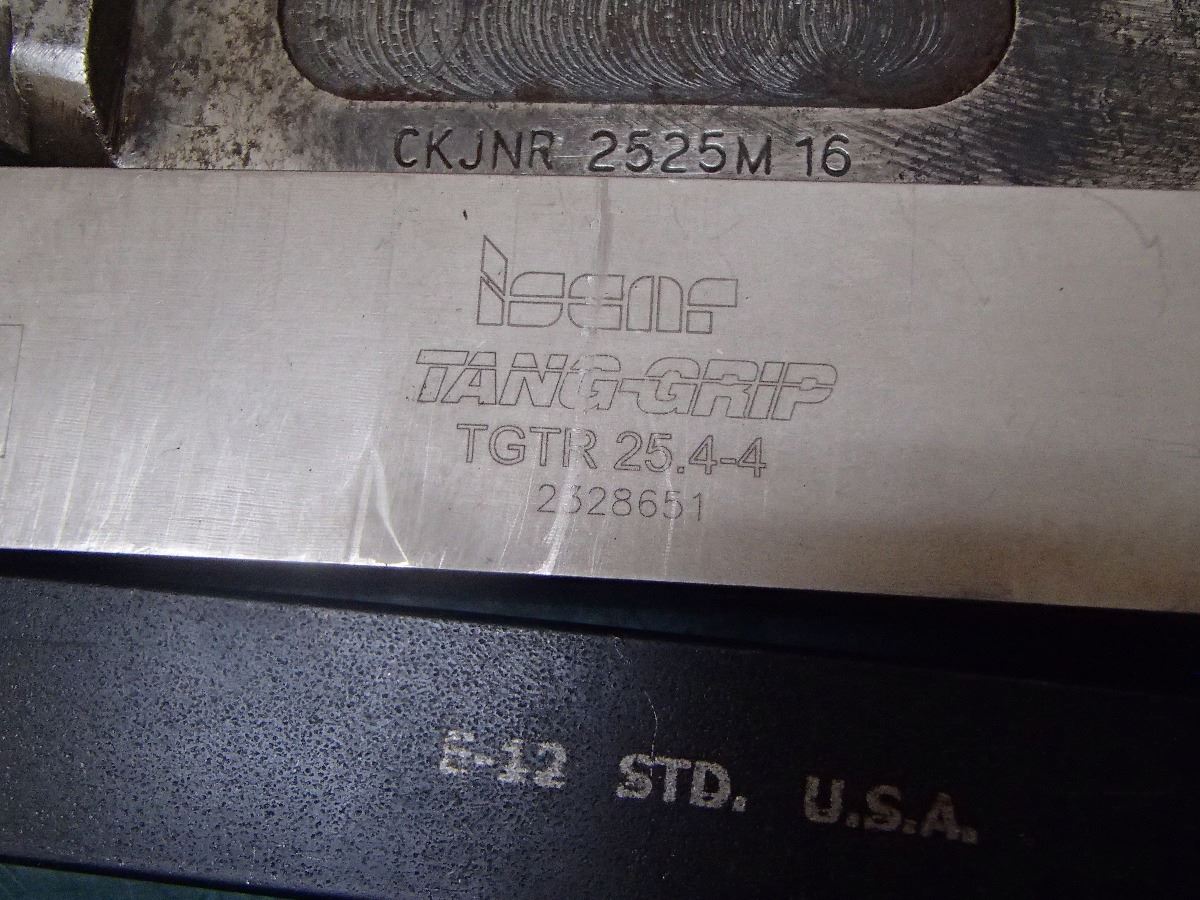 CKJNR 2525M 16
iscar
TANG-GRIP
TGTR 25.4-4
2328651
E-12 STD. U.S.A.